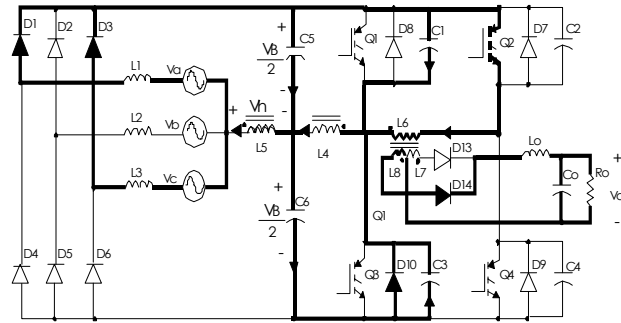 D1 D2 D3
L1 Va
L2 Vb
L3 Vc
D4 D5 D6
+ Vh
L5
L4
+ VB
2 -
C5
+ VB
2 -
C6
Q1 D8 C1
Q2 D7 C2
L6
L8 L7 D13
D14
Lo
Co Ro
+
Vo
-
Q1
Q3 D10 C3
Q4 D9 C4